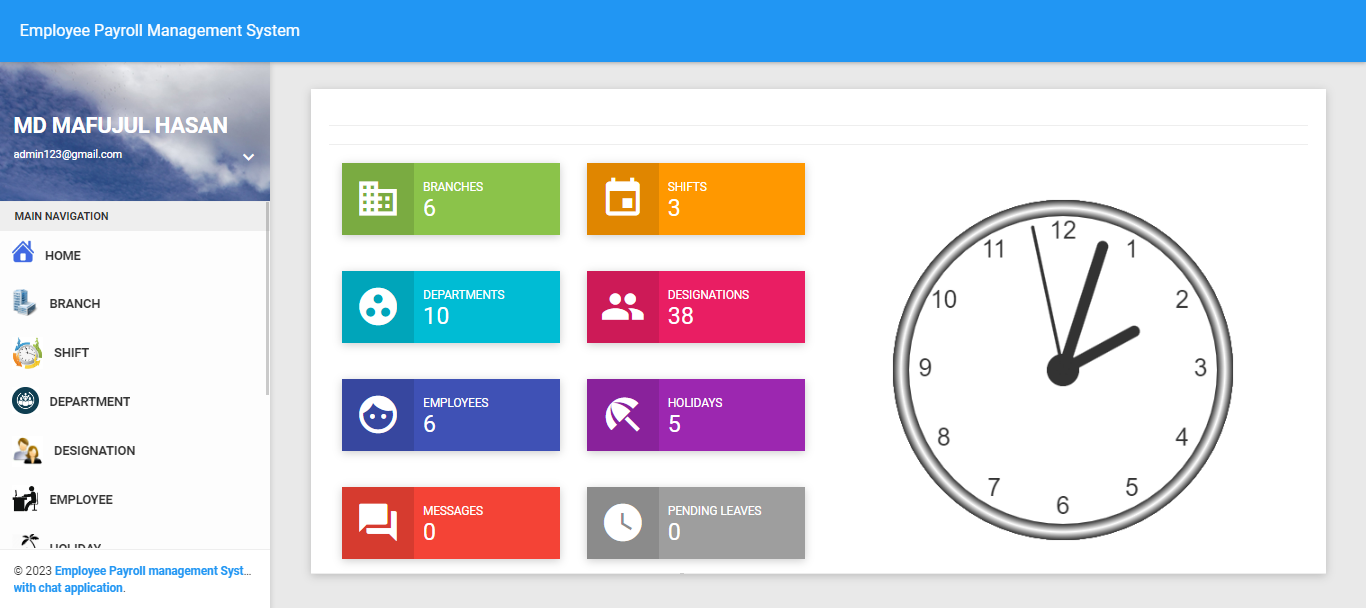 Employee Payroll Management System
MD MAFUJUL HASAN
admin123@gmail.com
MAIN NAVIGATION
HOME
BRANCH
SHIFT
DEPARTMENT
DESIGNATION
EMPLOYEE
HOLIDAY
© 2023 Employee Payroll management Syst...
with chat application.
BRANCHES
6
SHIFTS
3
DEPARTMENTS
10
DESIGNATIONS
38
EMPLOYEES
6
HOLIDAYS
5
MESSAGES
0
PENDING LEAVES
0
12
1
2
3
4
5
6
7
8
9
10
11